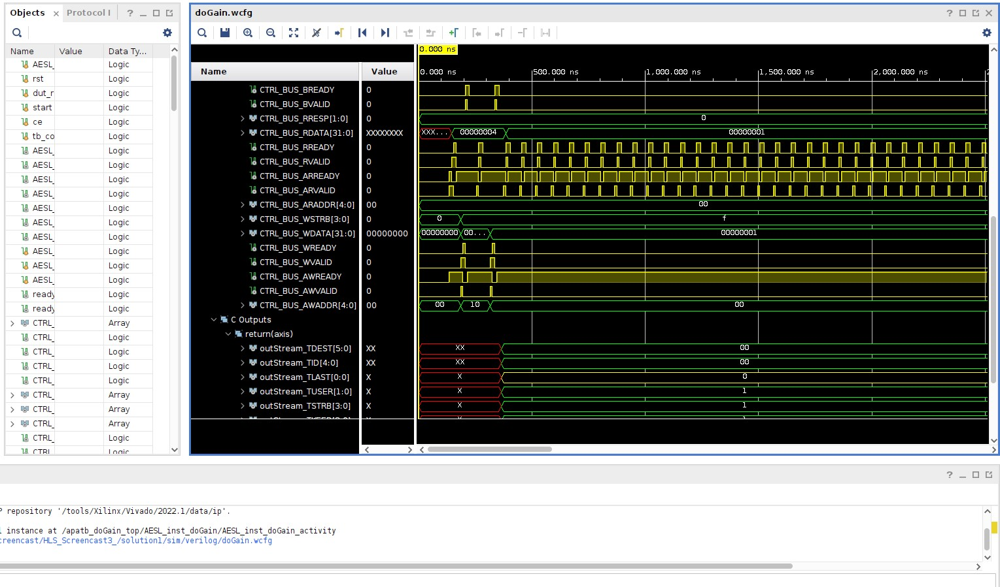 Objects × Protocol I ? _
Name Value Data Ty...
AESL_ Logic
rst Logic
dut_r Logic
start Logic
ce Logic
tb_co Logic
AESL_ Logic
AESL_ Logic
AESL_ Logic
AESL_ Logic
AESL_ Logic
AESL_ Logic
AESL_ Logic
AESL_ Logic
AESL_ Logic
AESL_ Logic
ready Logic
ready Logic
CTRL_ Array
CTRL_ Logic
CTRL_ Logic
CTRL_ Logic
CTRL_ Logic
CTRL_ Array
CTRL_ Array
CTRL_ Array
CTRL_ Logic
CTRL_ Logic
doGain.wcfg ?
0.000 ns
Name Value 0.000 ns 500.000 ns 1,000.000 ns 1,500.000 ns 2,000.000 ns 2
CTRL_BUS_BREADY 0
CTRL_BUS_BVALID 0
CTRL_BUS_RRESP[1:0] 0 0
CTRL_BUS_RDATA[31:0] XXXXXXXX XXX... 00000004 00000001
CTRL_BUS_RREADY 0
CTRL_BUS_RVALID 0
CTRL_BUS_ARREADY 0
CTRL_BUS_ARVALID 0
CTRL_BUS_ARADDR[4:0] 00 00
CTRL_BUS_WSTRB[3:0] 0 0 f
CTRL_BUS_WDATA[31:0] 00000000 00000000 00... 00000001
CTRL_BUS_WREADY 0
CTRL_BUS_WVALID 0
CTRL_BUS_AWREADY 0
CTRL_BUS_AWVALID 0
CTRL_BUS_AWADDR[4:0] 00 00 10 00
C Outputs
return(axis)
outStream_TDEST[5:0] XX XX 00
outStream_TID[4:0] XX XX 00
outStream_TLAST[0:0] X X 0
outStream_TUSER[1:0] X X 1
outStream_TSTRB[3:0] X X 1
? _
P repository '/tools/Xilinx/Vivado/2022.1/data/ip'.
l instance at /apatb_doGain_top/AESL_inst_doGain/AESL_inst_doGain_activity
creencast/HLS_Screencast3_/solution1/sim/verilog/doGain.wcfg